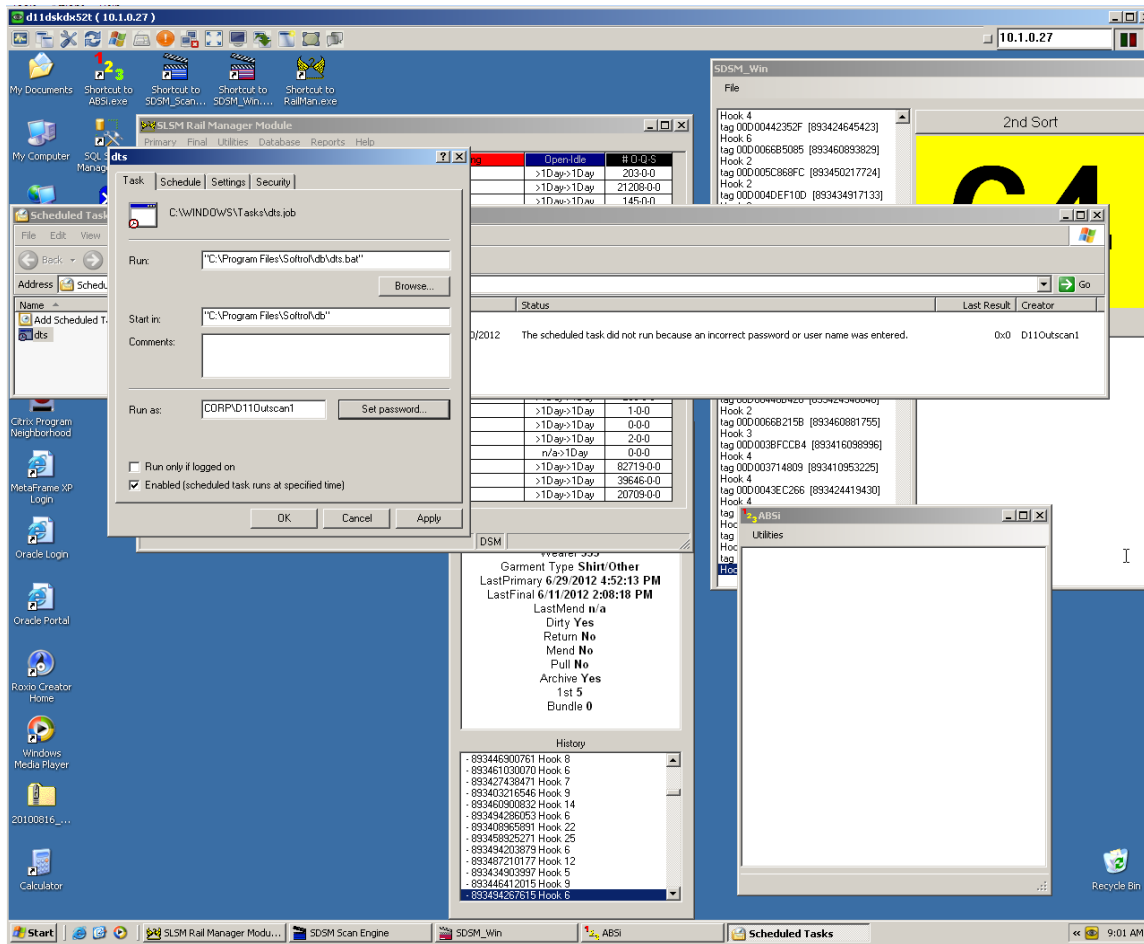 d11dskdx52t ( 10.1.0.27 )
10.1.0.27
My Documents
Shortcut to ABSi.exe
Shortcut to SDSM_Scan...
Shortcut to SDSM_Win....
Shortcut to RailMan.exe
My Computer
SQL S
Manag
SDSM_Win
File
Hook 4
tag 00D00442352F [893424645423]
Hook 6
tag 00D0066B5085 [893460893829]
Hook 2
tag 00D005C868FC [893450217724]
Hook 2
tag 00D004DEF10D [893434917133]
2nd Sort
SLSM Rail Manager Module
Primary Final Utilities Database Reports Help
Open-Idle # O-Q-S
>1Day->1Day 203-0-0
>1Day->1Day 21208-0-0
>1Day->1Day 145-0-0
dts
Task Schedule Settings Security
C:\WINDOWS\Tasks\dts.job
Run: "C:\Program Files\Softrol\db\dts.bat"
Browse...
Start in: "C:\Program Files\Softrol\db"
Comments:
Run as: CORP\D11Outscan1 Set password...
Run only if logged on
Enabled (scheduled task runs at specified time)
OK Cancel Apply
Scheduled Task
File Edit View
Back
Address Schedu
Go
Name
Status Last Result Creator
Add Scheduled T
dts
0/2012 The scheduled task did not run because an incorrect password or user name was entered. 0x0 D11Outscan1
>1Day->1Day 1-0-0
>1Day->1Day 0-0-0
>1Day->1Day 2-0-0
n/a->1Day 0-0-0
>1Day->1Day 82719-0-0
>1Day->1Day 39646-0-0
>1Day->1Day 20709-0-0
DSM
Hook 2
tag 00D0066B215B [893460881755]
Hook 3
tag 00D003BFCCB4 [893416098996]
Hook 4
tag 00D003714809 [893410953225]
Hook 4
tag 00D0043EC266 [893424419430]
Hook 4
tag
Hoo
tag
Hoo
tag
Hoo
ABSi
Utilities
Citrix Program Neighborhood
MetaFrame XP Login
Oracle Login
Oracle Portal
Roxio Creator Home
Windows Media Player
20100816_...
Calculator
Recycle Bin
Garment Type Shirt/Other
LastPrimary 6/29/2012 4:52:13 PM
LastFinal 6/11/2012 2:08:18 PM
LastMend n/a
Dirty Yes
Return No
Mend No
Pull No
Archive Yes
1st 5
Bundle 0
History
- 893446900761 Hook 8
- 893461030070 Hook 6
- 893427438471 Hook 7
- 893403216546 Hook 9
- 893460900832 Hook 14
- 893494286053 Hook 6
- 893408965891 Hook 22
- 893458925271 Hook 25
- 893494203879 Hook 6
- 893487210177 Hook 12
- 893434903997 Hook 5
- 893446412015 Hook 9
- 893494267615 Hook 6
Start
SLSM Rail Manager Modu...
SDSM Scan Engine
SDSM_Win
ABSi
Scheduled Tasks
9:01 AM